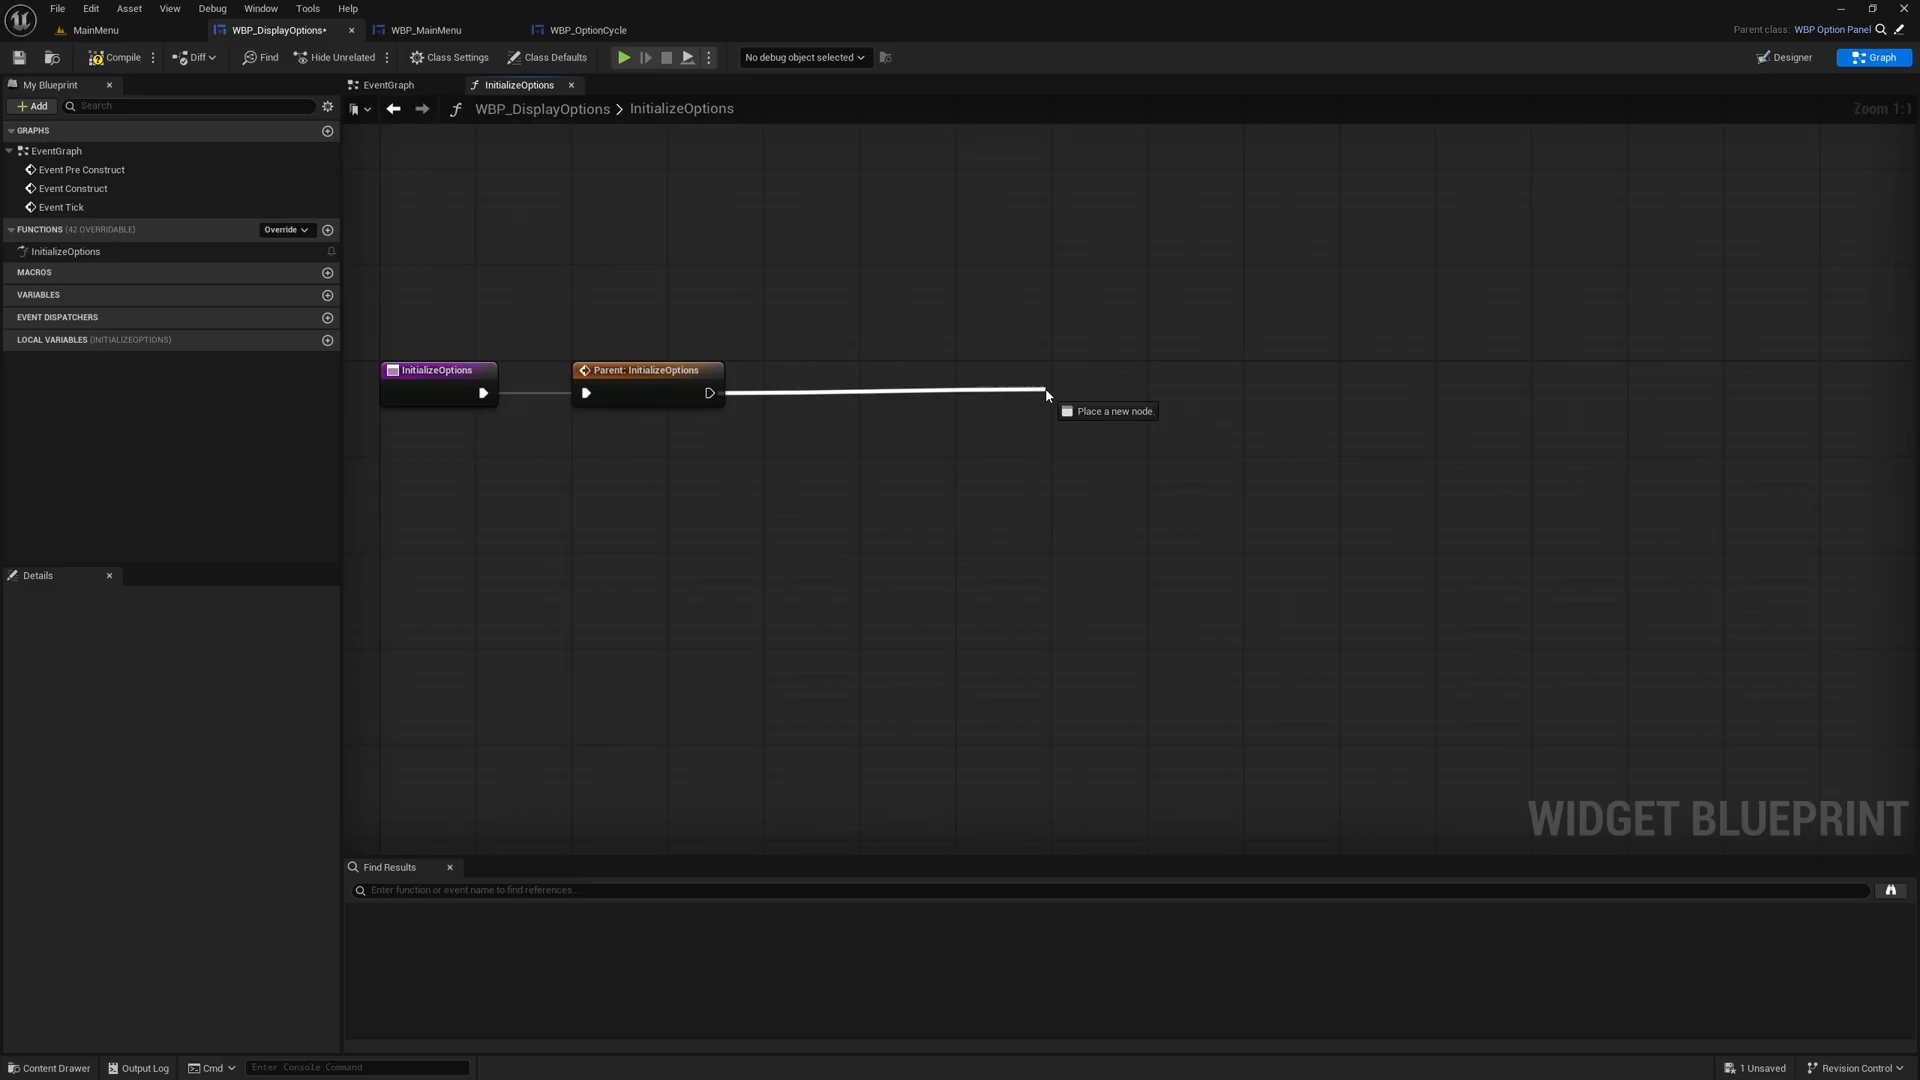 File Edit Asset View Debug Window Tools Help
MainMenu WBP_DisplayOptions* WBP_MainMenu WBP_OptionCycle Parent class: WBP Option Panel
Compile Diff Find Hide Unrelated Class Settings Class Defaults No debug object selected Designer Graph
My Blueprint EventGraph InitializeOptions
Add Search WBP_DisplayOptions > InitializeOptions Zoom 1:1
GRAPHS
EventGraph
Event Pre Construct
Event Construct
Event Tick
FUNCTIONS (42 OVERRIDABLE) Override
InitializeOptions
MACROS
VARIABLES
EVENT DISPATCHERS
LOCAL VARIABLES (INITIALIZEOPTIONS)
InitializeOptions Parent: InitializeOptions
Place a new node.
Details
WIDGET BLUEPRINT
Find Results
Enter function or event name to find references...
Content Drawer Output Log Cmd Enter Console Command 1 Unsaved Revision Control